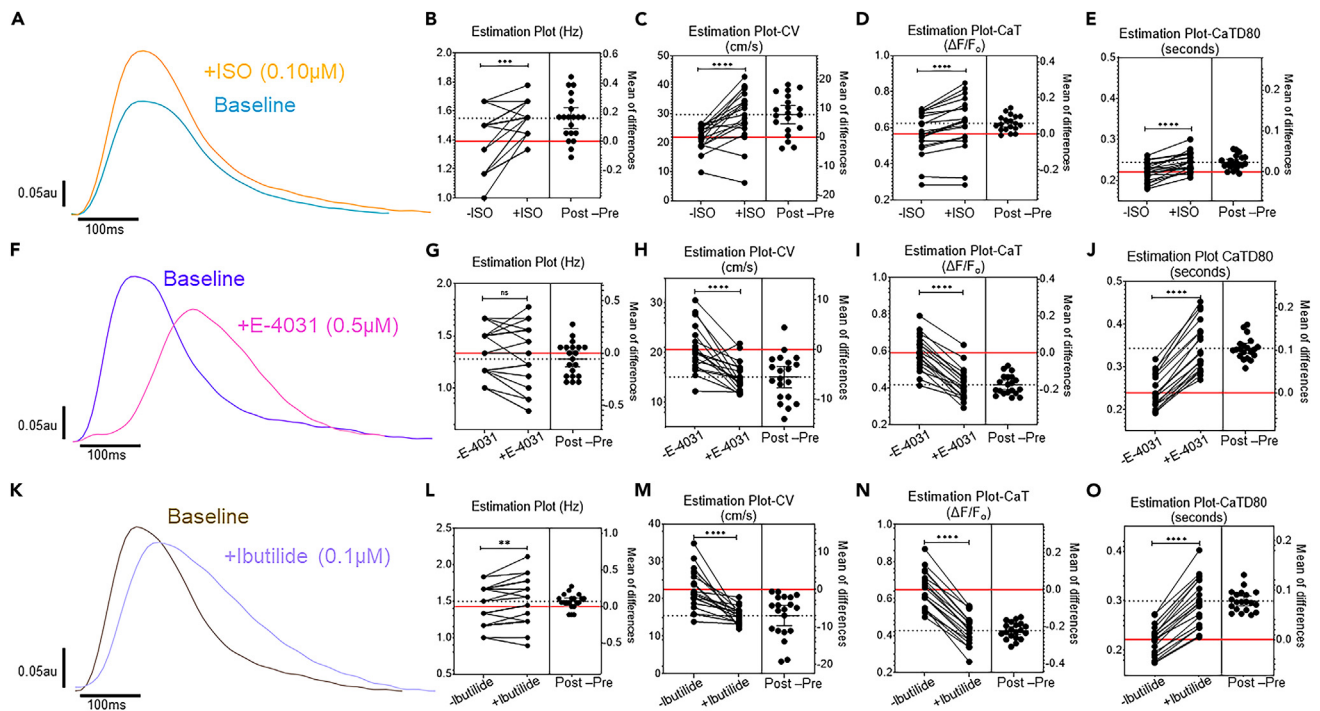 A
+ISO (0.10µM)
Baseline
0.05au
100ms
B
Estimation Plot (Hz)
2.0
1.8
1.6
1.4
1.2
1.0
***
0.6
0.4
0.2
0.0
-0.2
-0.4
Mean of differences
-ISO +ISO Post –Pre
C
Estimation Plot-CV
(cm/s)
50
40
30
20
10
0
****
20
10
0
-10
-20
Mean of differences
-ISO +ISO Post –Pre
D
Estimation Plot-CaT
(ΔF/Fₒ)
1.0
0.8
0.6
0.4
0.2
****
0.4
0.2
0.0
-0.2
Mean of differences
-ISO +ISO Post –Pre
E
Estimation Plot-CaTD80
(seconds)
0.5
0.4
0.3
0.2
****
0.2
0.1
0.0
Mean of differences
-ISO +ISO Post –Pre
F
Baseline
+E-4031 (0.5µM)
0.05au
100ms
G
Estimation Plot (Hz)
2.0
1.5
1.0
ns
0.5
0.0
-0.5
Mean of differences
-E-4031 +E-4031 Post –Pre
H
Estimation Plot-CV
(cm/s)
30
20
10
****
10
0
-10
Mean of differences
-E-4031 +E-4031 Post –Pre
I
Estimation Plot-CaT
(ΔF/Fₒ)
1.0
0.8
0.6
0.4
0.2
****
0.4
0.2
0.0
-0.2
Mean of differences
-E-4031 +E-4031 Post –Pre
J
Estimation Plot CaTD80
(seconds)
0.5
0.4
0.3
0.2
****
0.2
0.1
0.0
Mean of differences
-E-4031 +E-4031 Post –Pre
K
Baseline
+Ibutilide (0.1µM)
0.05au
100ms
L
Estimation Plot (Hz)
2.5
2.0
1.5
1.0
0.5
**
1.0
0.5
0.0
-0.5
Mean of differences
-Ibutilide +Ibutilide Post –Pre
M
Estimation Plot-CV
(cm/s)
40
30
20
10
0
****
10
0
-10
-20
Mean of differences
-Ibutilide +Ibutilide Post –Pre
N
Estimation Plot-CaT
(ΔF/Fₒ)
1.0
0.8
0.6
0.4
0.2
****
0.2
0.0
-0.2
-0.4
Mean of differences
-Ibutilide +Ibutilide Post –Pre
O
Estimation Plot-CaTD80
(seconds)
0.4
0.3
0.2
****
0.2
0.1
0.0
Mean of differences
-Ibutilide +Ibutilide Post –Pre